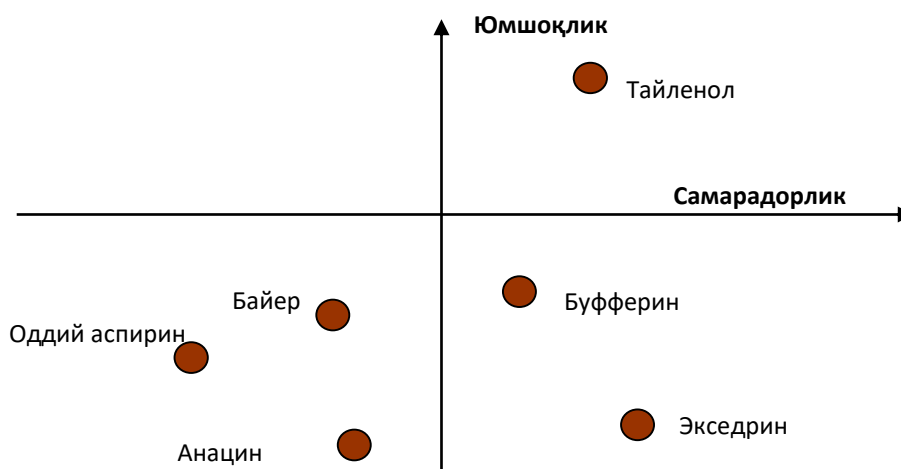 Юмшоқлик
Тайленол
Самарадорлик
Байер
Буфферин
Оддий аспирин
Экседрин
Анацин